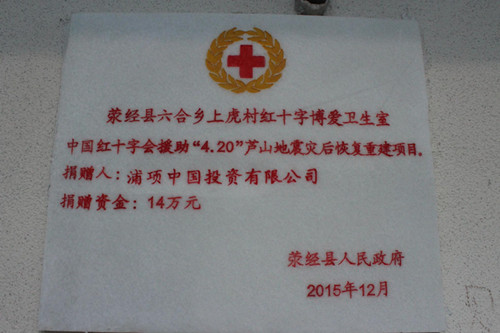 荥经县六合乡上虎村红十字博爱卫生室
中国红十字会援助“4.20”芦山地震灾后恢复重建项目.
捐赠人: 浦项中国投资有限公司
捐赠资金: 14万元
荥经县人民政府
2015年12月